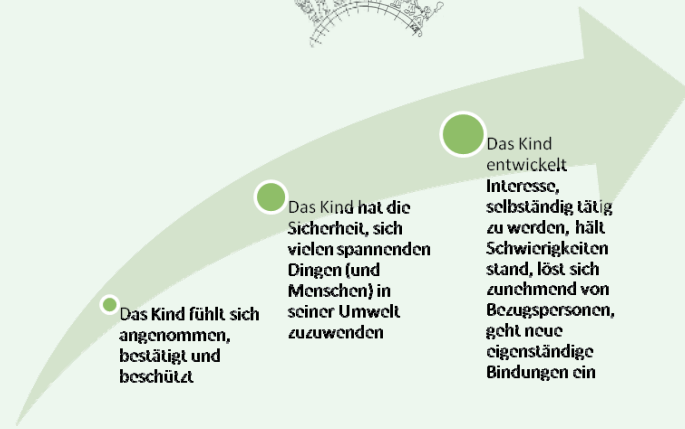 Das Kind fühlt sich
angenommen,
bestätigt und
beschützt
Das Kind hat die
Sicherheit, sich
vielen spannenden
Dingen (und
Menschen) in
seiner Umwelt
zuzuwenden
Das Kind
entwickelt
Interesse,
selbständig tätig
zu werden, hält
Schwierigkeiten
stand, löst sich
zunehmend von
Bezugspersonen,
geht neue
eigenständige
Bindungen ein